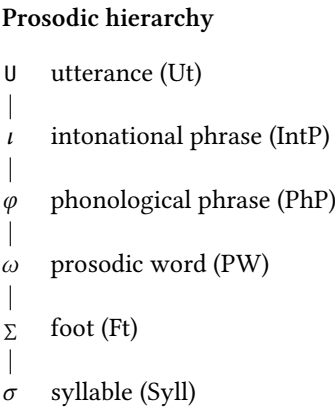 Prosodic hierarchy
U utterance (Ut)
|
ι intonational phrase (IntP)
|
φ phonological phrase (PhP)
|
ω prosodic word (PW)
|
Σ foot (Ft)
|
σ syllable (Syll)